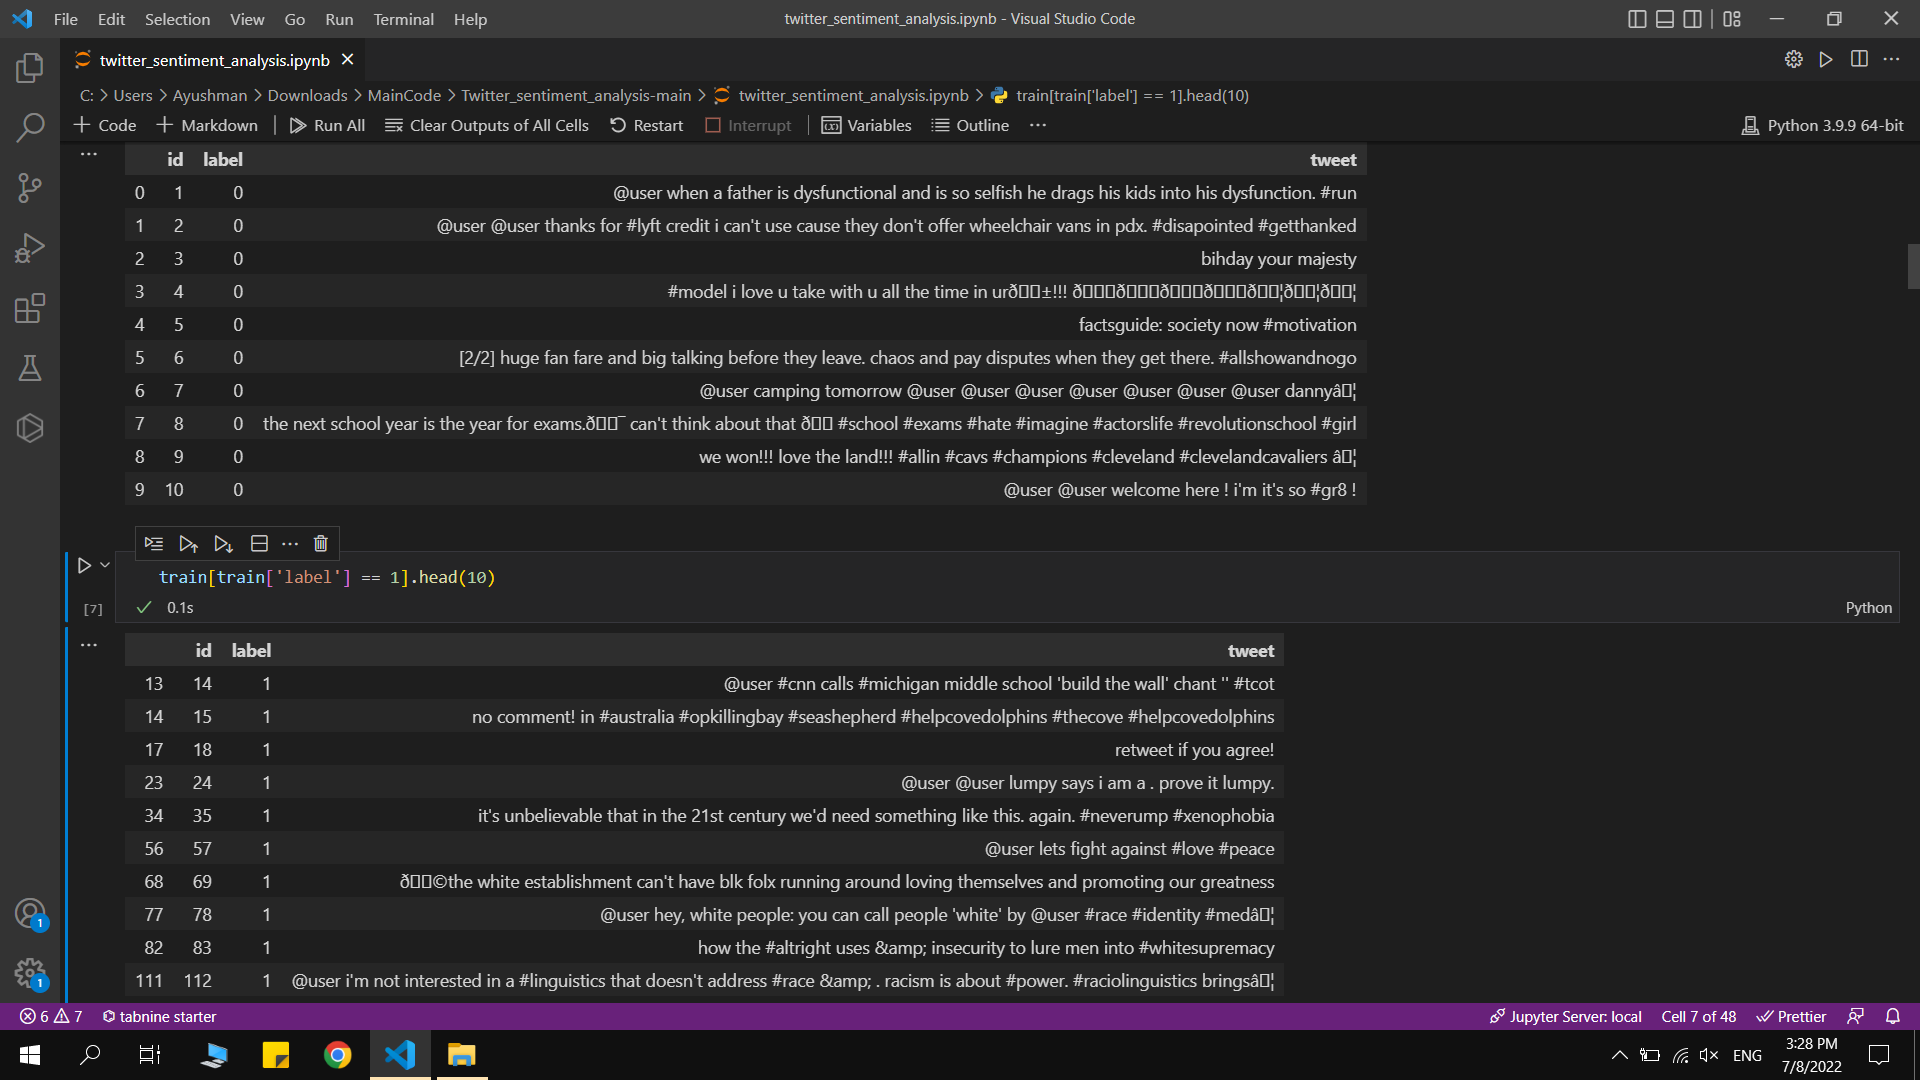 File Edit Selection View Go Run Terminal Help twitter_sentiment_analysis.ipynb - Visual Studio Code
twitter_sentiment_analysis.ipynb
C: > Users > Ayushman > Downloads > MainCode > Twitter_sentiment_analysis-main > twitter_sentiment_analysis.ipynb > train[train['label'] == 1].head(10)
+ Code + Markdown Run All Clear Outputs of All Cells Restart Interrupt Variables Outline ... Python 3.9.9 64-bit
id label tweet
0 1 0 @user when a father is dysfunctional and is so selfish he drags his kids into his dysfunction. #run
1 2 0 @user @user thanks for #lyft credit i can't use cause they don't offer wheelchair vans in pdx. #disapointed #getthanked
2 3 0 bihday your majesty
3 4 0 #model i love u take with u all the time in urð□□±!!! ð□□□ð□□□ð□□□ð□□□ð□□¦ð□□¦ð□□¦
4 5 0 factsguide: society now #motivation
5 6 0 [2/2] huge fan fare and big talking before they leave. chaos and pay disputes when they get there. #allshowandnogo
6 7 0 @user camping tomorrow @user @user @user @user @user @user @user dannyâ□¦
7 8 0 the next school year is the year for exams.ð□□¯ can't think about that ð□□ #school #exams #hate #imagine #actorslife #revolutionschool #girl
8 9 0 we won!!! love the land!!! #allin #cavs #champions #cleveland #clevelandcavaliers â□¦
9 10 0 @user @user welcome here ! i'm it's so #gr8 !
train[train['label'] == 1].head(10)
[7] 0.1s Python
id label tweet
13 14 1 @user #cnn calls #michigan middle school 'build the wall' chant '' #tcot
14 15 1 no comment! in #australia #opkillingbay #seashepherd #helpcovedolphins #thecove #helpcovedolphins
17 18 1 retweet if you agree!
23 24 1 @user @user lumpy says i am a . prove it lumpy.
34 35 1 it's unbelievable that in the 21st century we'd need something like this. again. #neverump #xenophobia
56 57 1 @user lets fight against #love #peace
68 69 1 ð□□©the white establishment can't have blk folx running around loving themselves and promoting our greatness
77 78 1 @user hey, white people: you can call people 'white' by @user #race #identity #medâ□¦
82 83 1 how the #altright uses &amp; insecurity to lure men into #whitesupremacy
111 112 1 @user i'm not interested in a #linguistics that doesn't address #race &amp; . racism is about #power. #raciolinguistics bringsâ□¦
1
1
6 7 tabnine starter Jupyter Server: local Cell 7 of 48 Prettier
ENG 3:28 PM
7/8/2022